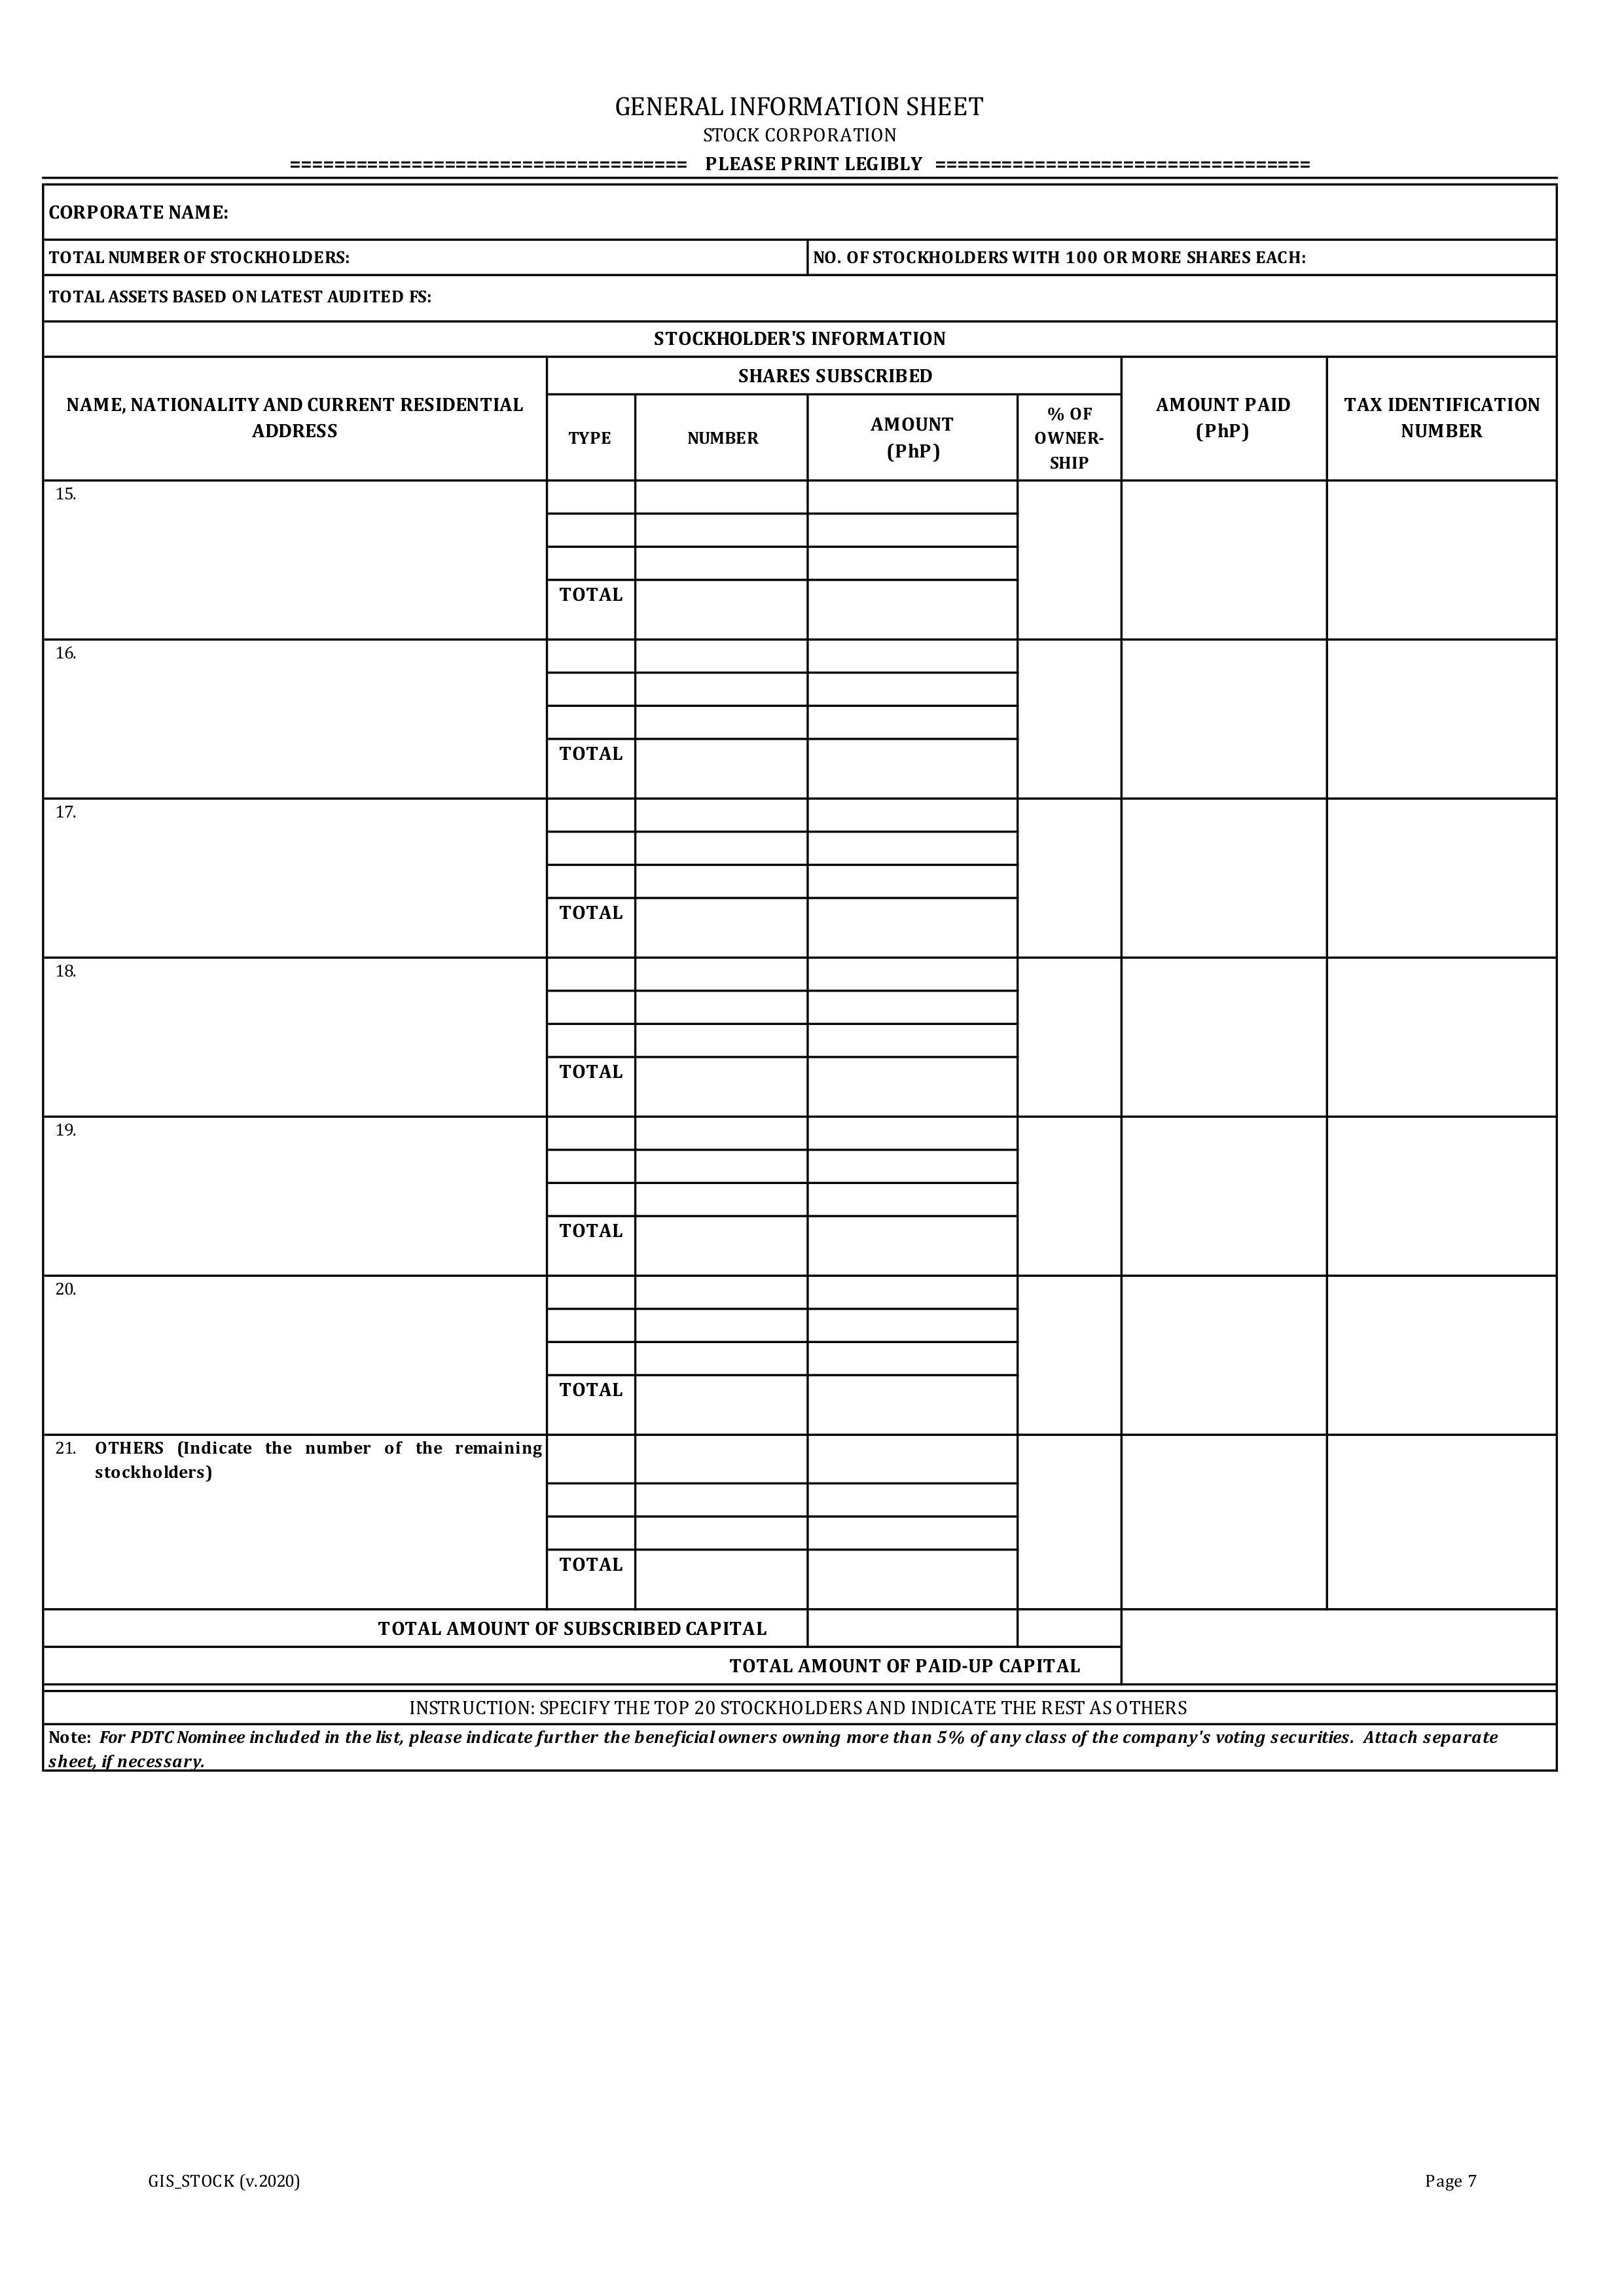 GENERAL INFORMATION SHEET
STOCK CORPORATION
=================================== PLEASE PRINT LEGIBLY =================================
CORPORATE NAME:
TOTAL NUMBER OF STOCKHOLDERS:
NO. OF STOCKHOLDERS WITH 100 OR MORE SHARES EACH:
TOTAL ASSETS BASED ON LATEST AUDITED FS:
STOCKHOLDER'S INFORMATION
NAME, NATIONALITY AND CURRENT RESIDENTIAL
ADDRESS
SHARES SUBSCRIBED
TYPE
NUMBER
AMOUNT
(PhP)
% OF
OWNER-
SHIP
AMOUNT PAID
(PhP)
TAX IDENTIFICATION
NUMBER
15.
TOTAL
16.
TOTAL
17.
TOTAL
18.
TOTAL
19.
TOTAL
20.
TOTAL
21. OTHERS (Indicate the number of the remaining
stockholders)
TOTAL
TOTAL AMOUNT OF SUBSCRIBED CAPITAL
TOTAL AMOUNT OF PAID-UP CAPITAL
INSTRUCTION: SPECIFY THE TOP 20 STOCKHOLDERS AND INDICATE THE REST AS OTHERS
Note: For PDTC Nominee included in the list, please indicate further the beneficial owners owning more than 5% of any class of the company's voting securities. Attach separate
sheet, if necessary.
GIS_STOCK (v.2020)
Page 7